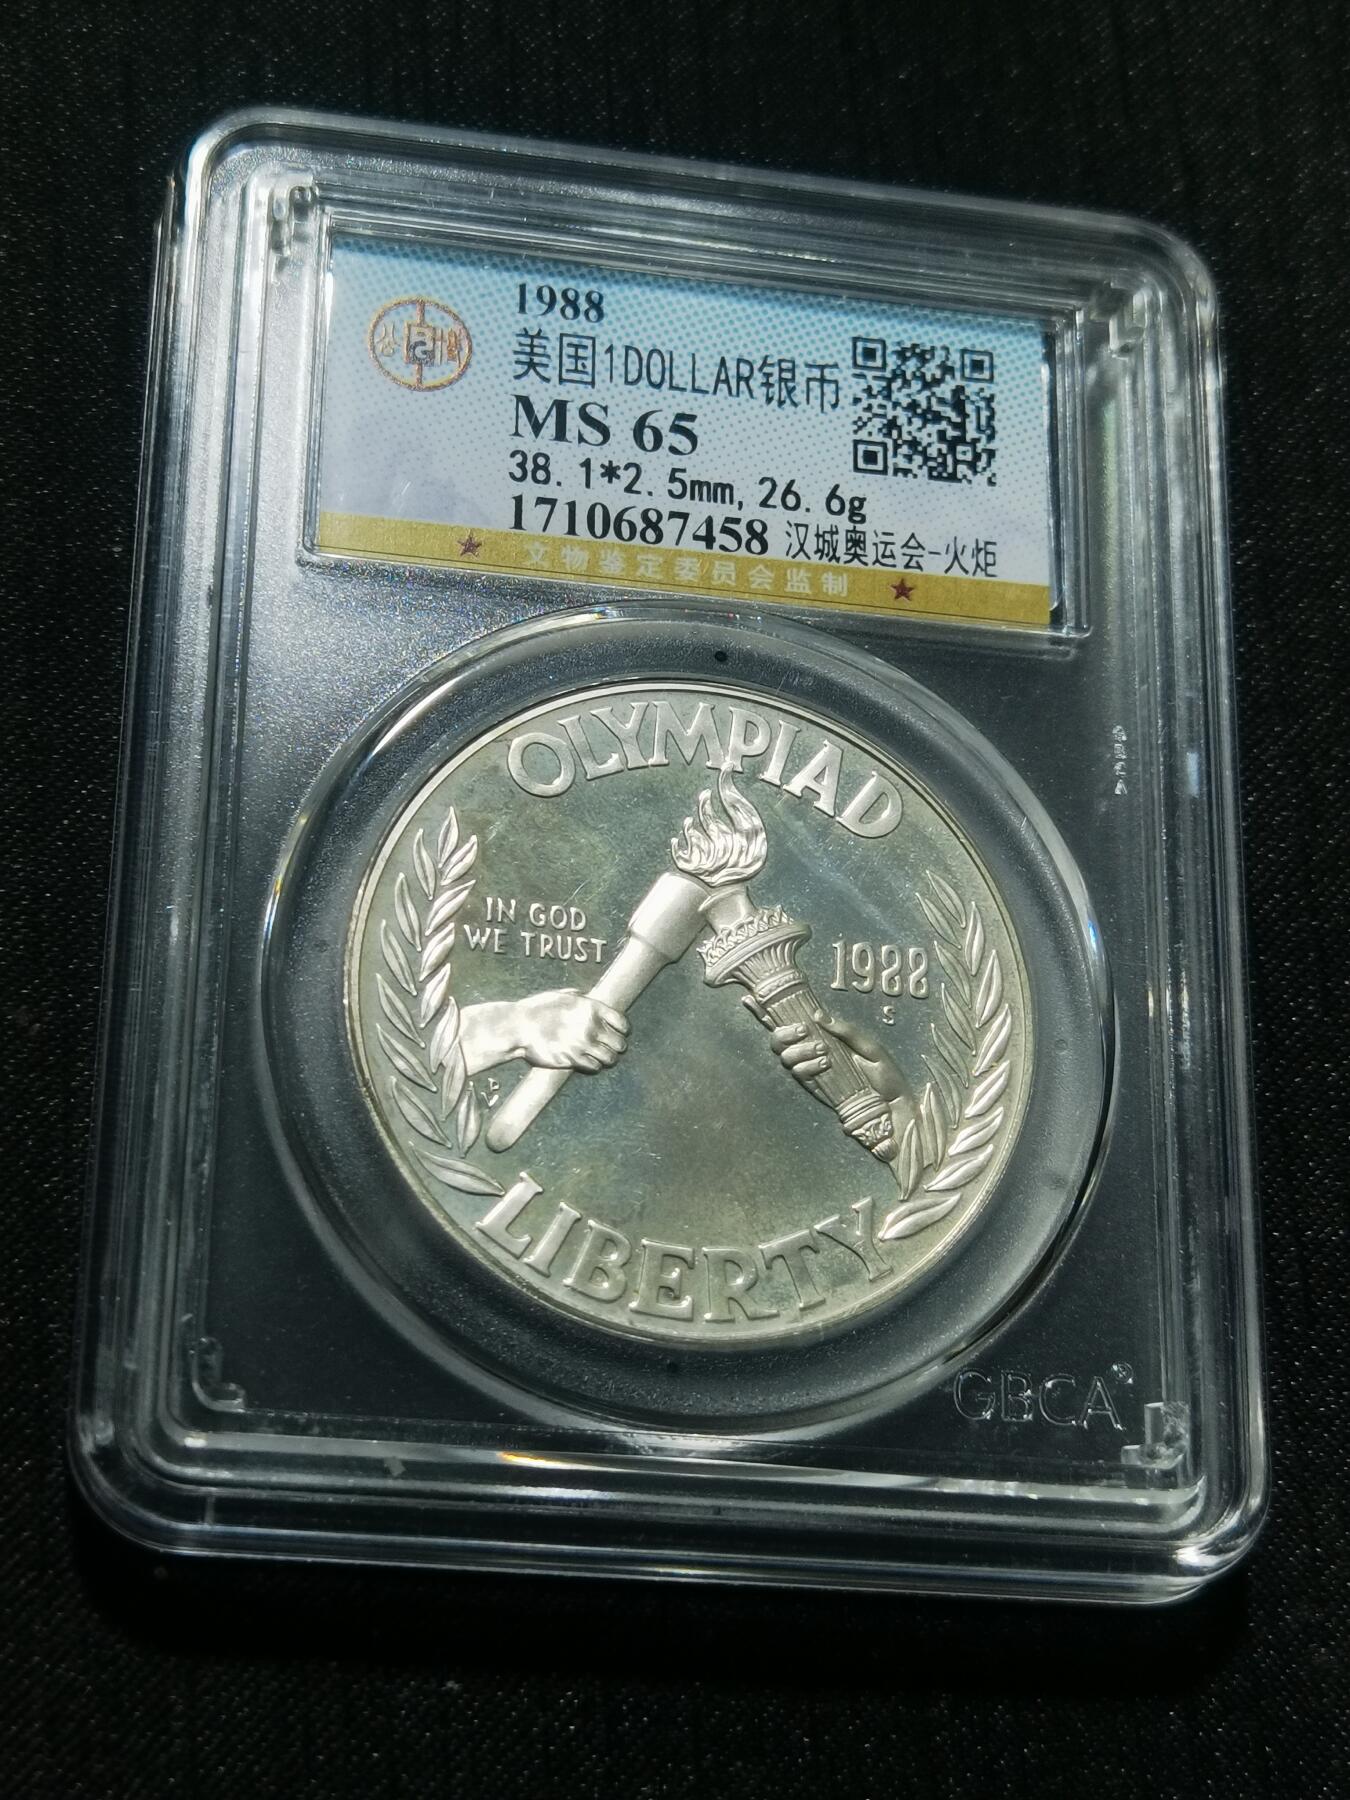 1988
美国1DOLLAR银币
MS 65
38.1*2.5mm,26.6g
1710687458 汉城奥运会-火炬
文物鉴定委员会监制
OLYMPIAD
IN GOD
WE TRUST
1988
S
LIBERTY
GBCA